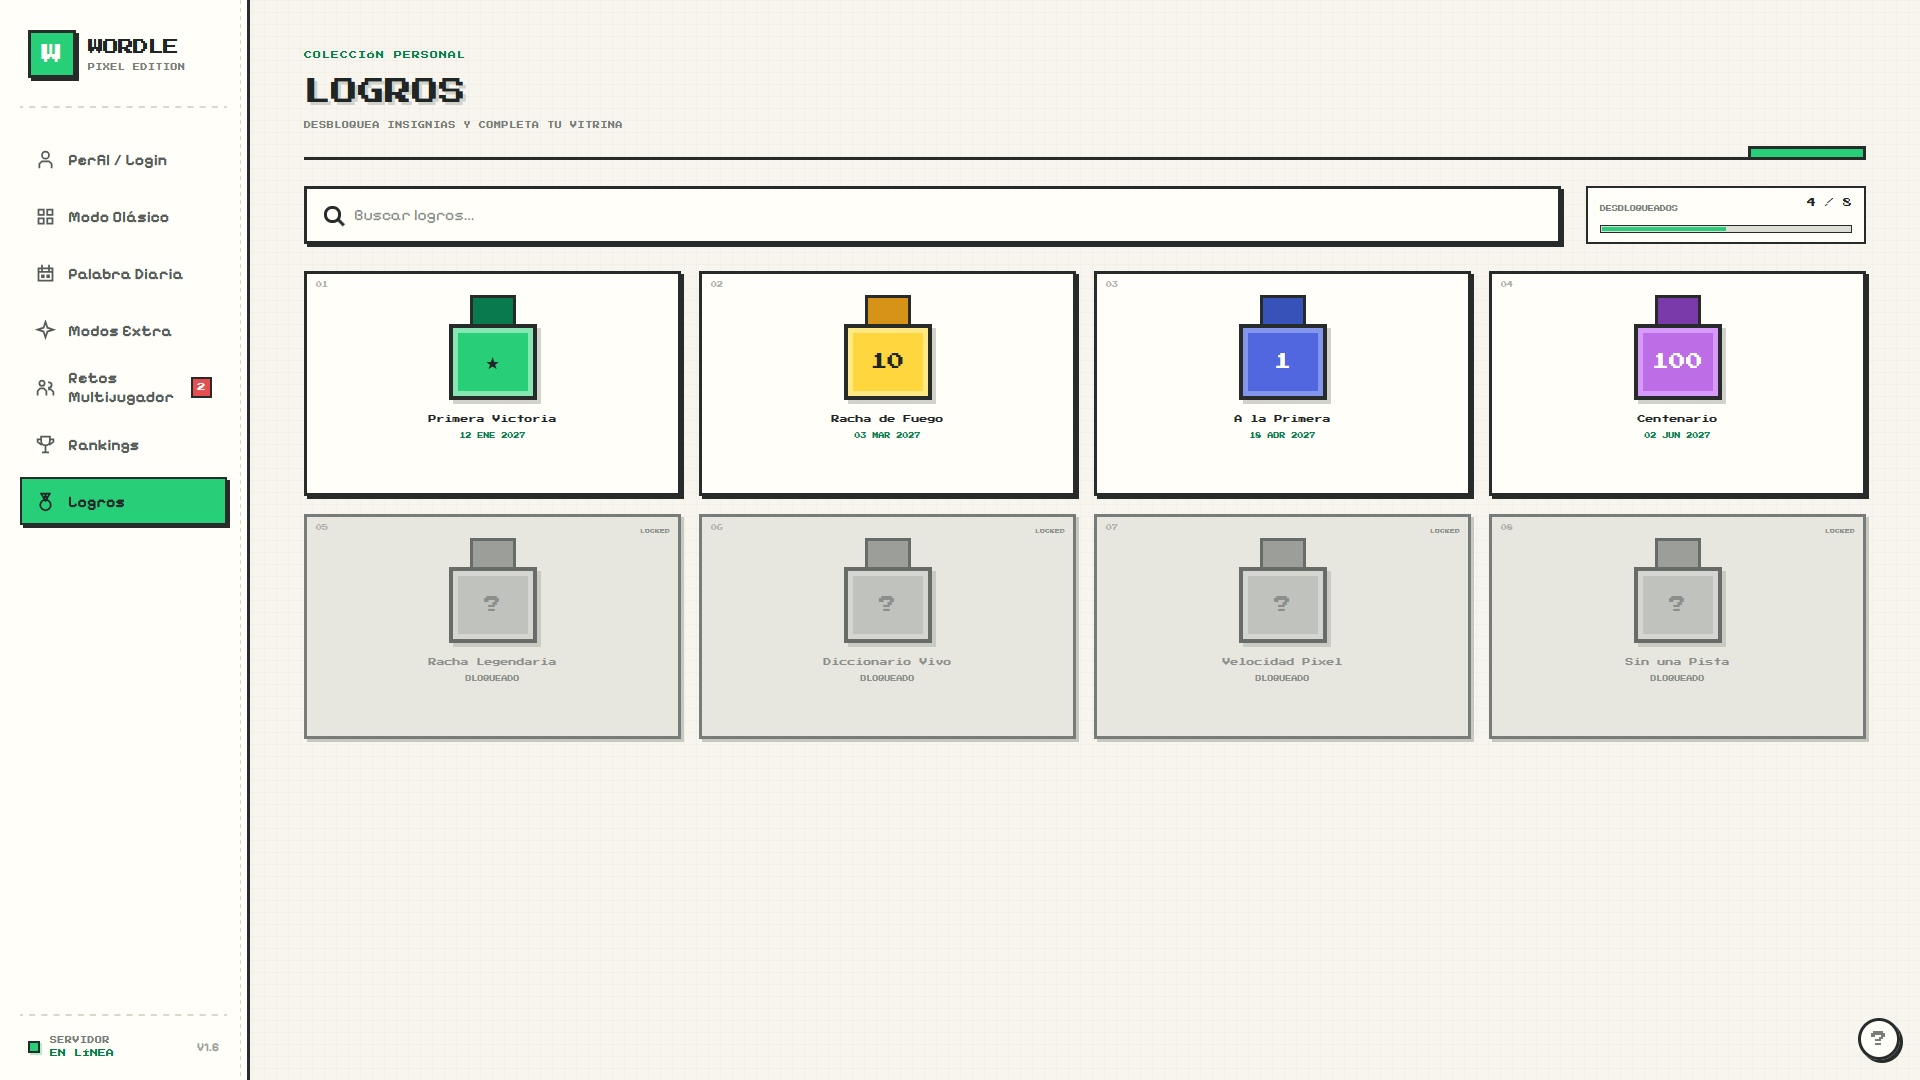 W
WORDLE
PIXEL EDITION
Perfil / Login
Modo Clásico
Palabra Diaria
Modos Extra
Retos
Multijugador
2
Rankings
Logros
SERVIDOR
EN LíNEA
V1.6
COLECCIóN PERSONAL
LOGROS
DESBLOQUEA INSIGNIAS Y COMPLETA TU VITRINA
Buscar logros...
DESBLOQUEADOS
4 / 8
01
★
Primera Victoria
12 ENE 2027
02
10
Racha de Fuego
03 MAR 2027
03
1
A la Primera
18 ABR 2027
04
100
Centenario
02 JUN 2027
05
LOCKED
?
Racha Legendaria
BLOQUEADO
06
LOCKED
?
Diccionario Vivo
BLOQUEADO
07
LOCKED
?
Velocidad Pixel
BLOQUEADO
08
LOCKED
?
Sin una Pista
BLOQUEADO
?